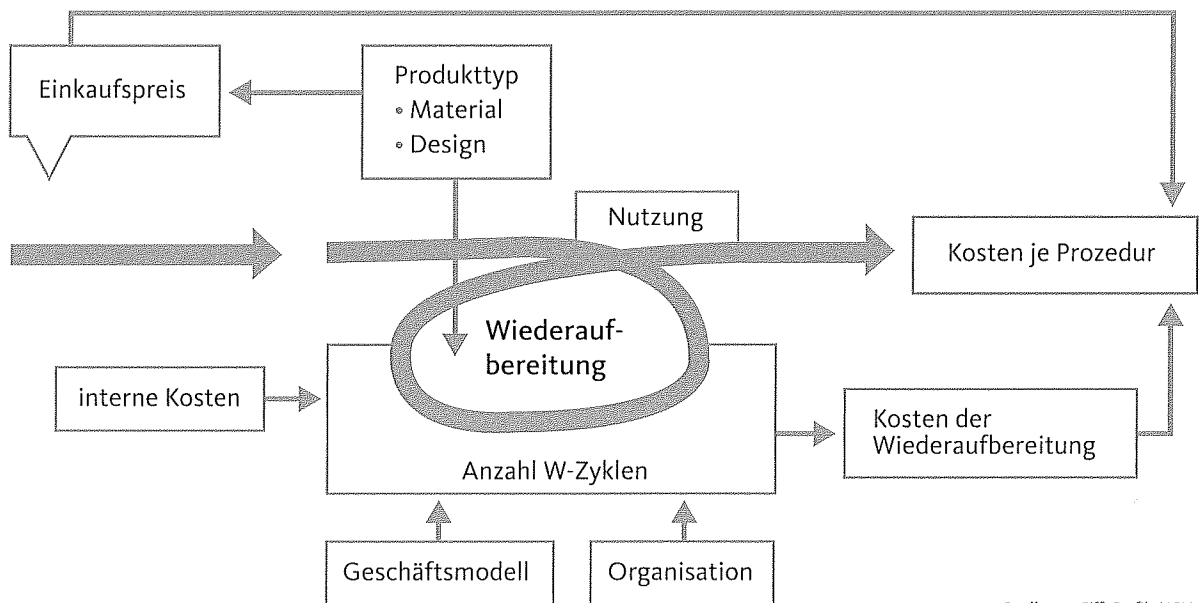 Einkaufspreis
Produkttyp
• Material
• Design
Nutzung
Kosten je Prozedur
Wiederauf-
bereitung
interne Kosten
Kosten der
Wiederaufbereitung
Anzahl W-Zyklen
Geschäftsmodell
Organisation